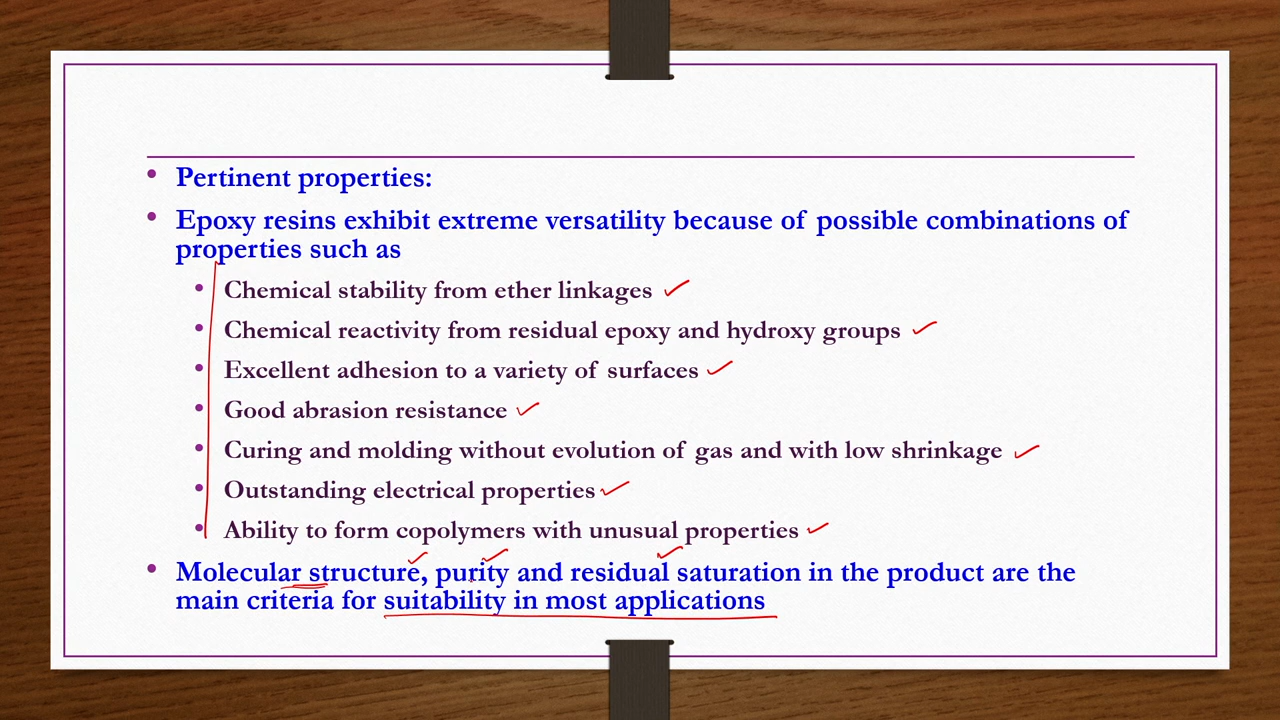 • Pertinent properties:
• Epoxy resins exhibit extreme versatility because of possible combinations of
properties such as
• Chemical stability from ether linkages
• Chemical reactivity from residual epoxy and hydroxy groups
• Excellent adhesion to a variety of surfaces
• Good abrasion resistance
• Curing and molding without evolution of gas and with low shrinkage
• Outstanding electrical properties
• Ability to form copolymers with unusual properties
• Molecular structure, purity and residual saturation in the product are the
main criteria for suitability in most applications